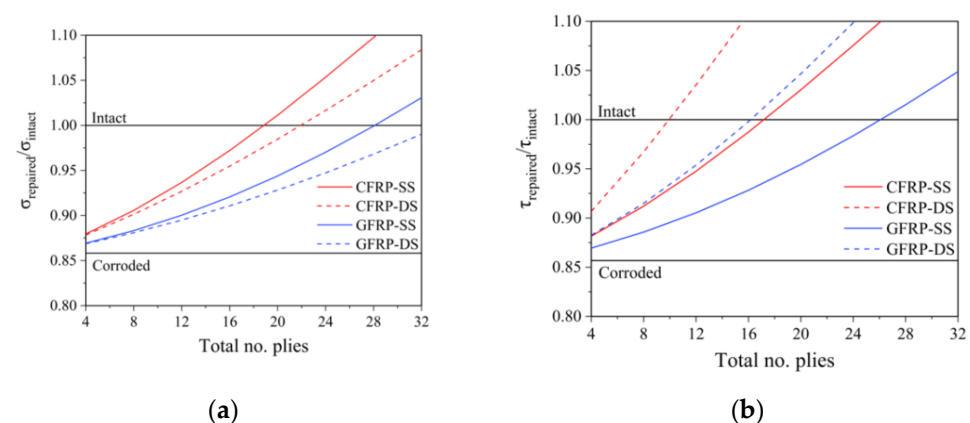 1.10
1.05
1.00
0.95
0.90
0.85
0.80
σrepaired/σintact
Intact
CFRP-SS
CFRP-DS
GFRP-SS
GFRP-DS
Corroded
4 8 12 16 20 24 28 32
Total no. plies
(a)
1.10
1.05
1.00
0.95
0.90
0.85
0.80
τrepaired/τintact
Intact
CFRP-SS
CFRP-DS
GFRP-SS
GFRP-DS
Corroded
4 8 12 16 20 24 28 32
Total no. plies
(b)